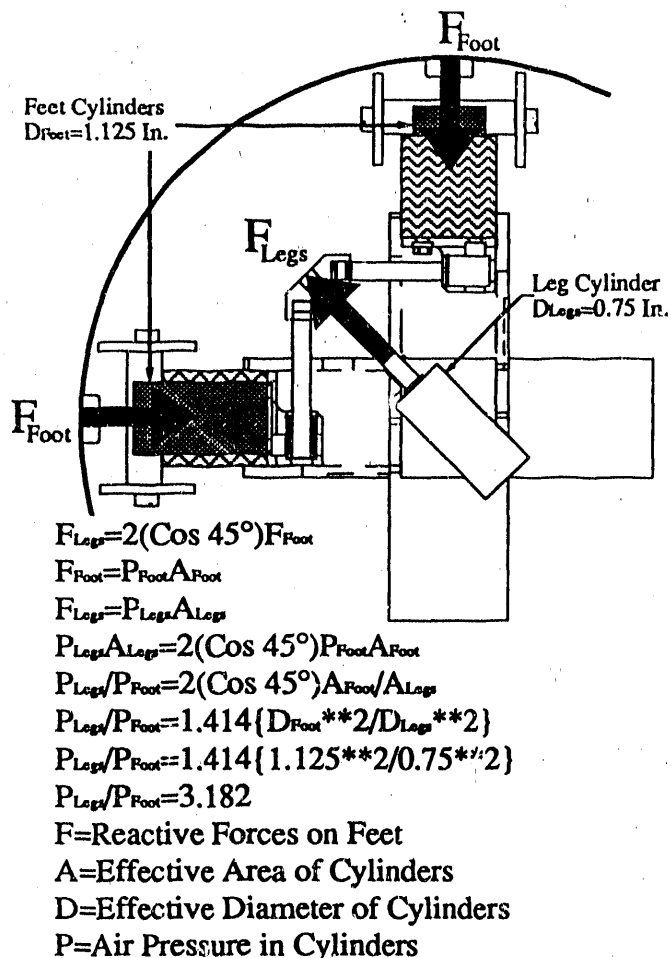 F Foot
Feet Cylinders
DFeet=1.125 In.
F Legs
Leg Cylinder
DLegs=0.75 In.
F Foot
FLegs=2(Cos 45°)FFoot
FFoot=PFootAFoot
FLegs=PLegsALegs
PLegsALegs=2(Cos 45°)PFootAFoot
PLegs/PFoot=2(Cos 45°)AFoot/ALegs
PLegs/PFoot=1.414{DFoot**2/DLegs**2}
PLegs/PFoot=1.414{1.125**2/0.75**2}
PLegs/PFoot=3.182
F=Reactive Forces on Feet
A=Effective Area of Cylinders
D=Effective Diameter of Cylinders
P=Air Pressure in Cylinders